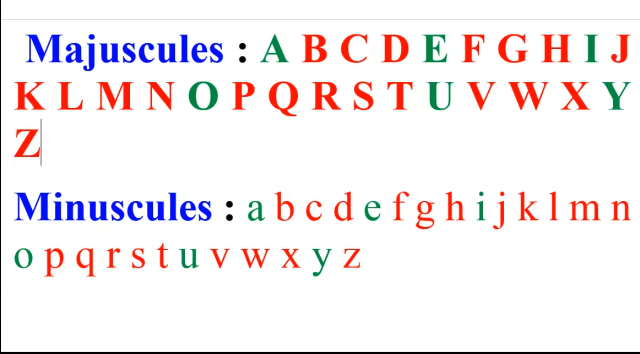 Majuscules : A B C D E F G H I J
K L M N O P Q R S T U V W X Y
Z
Minuscules : a b c d e f g h i j k l m n
o p q r s t u v w x y z